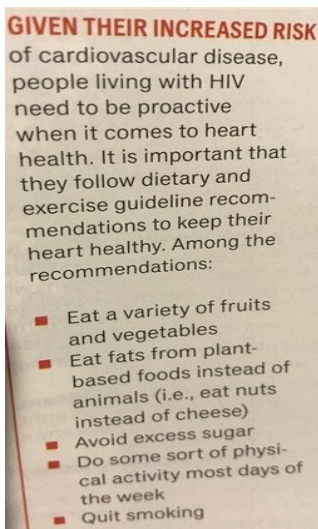 GIVEN THEIR INCREASED RISK
of cardiovascular disease,
people living with HIV
need to be proactive
when it comes to heart
health. It is important that
they follow dietary and
exercise guideline recom-
mendations to keep their
heart healthy. Among the
recommendations:
■ Eat a variety of fruits
and vegetables
■ Eat fats from plant-
based foods instead of
animals (i.e., eat nuts
instead of cheese)
■ Avoid excess sugar
■ Do some sort of physi-
cal activity most days of
the week
■ Quit smoking